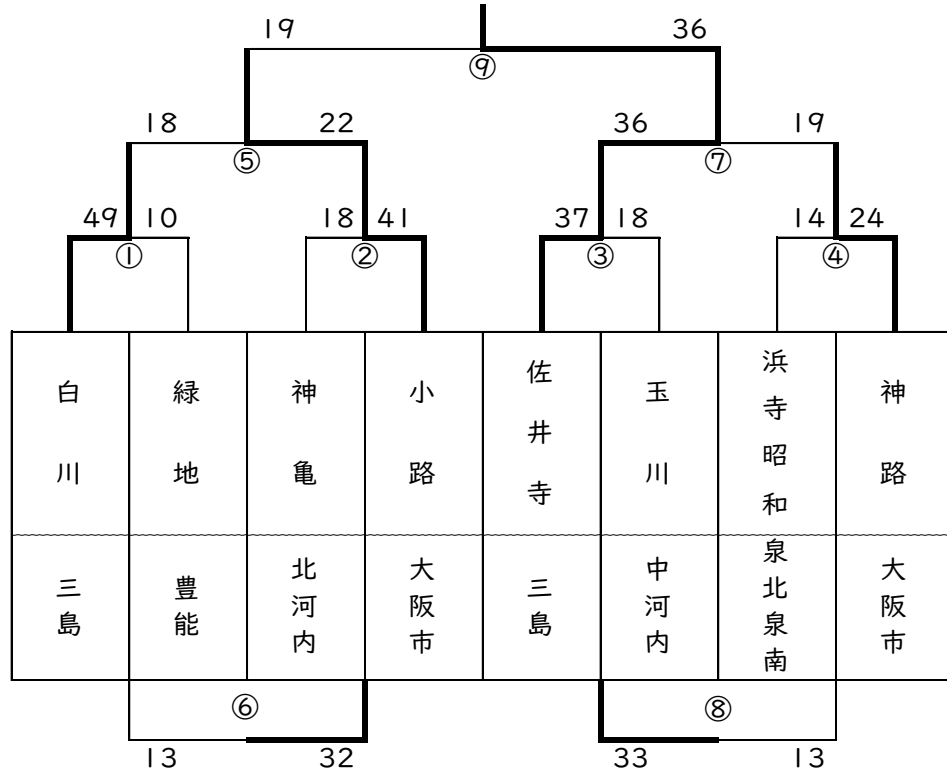 19 36
⑨
18 22 36 19
⑤ ⑦
49 10 18 41 37 18 14 24
① ② ③ ④
白川 緑地 神亀 小路 佐井寺 玉川 浜寺昭和 神路
三島 豊能 北河内 大阪市 三島 中河内 泉北泉南 大阪市
⑥ ⑧
13 32 33 13